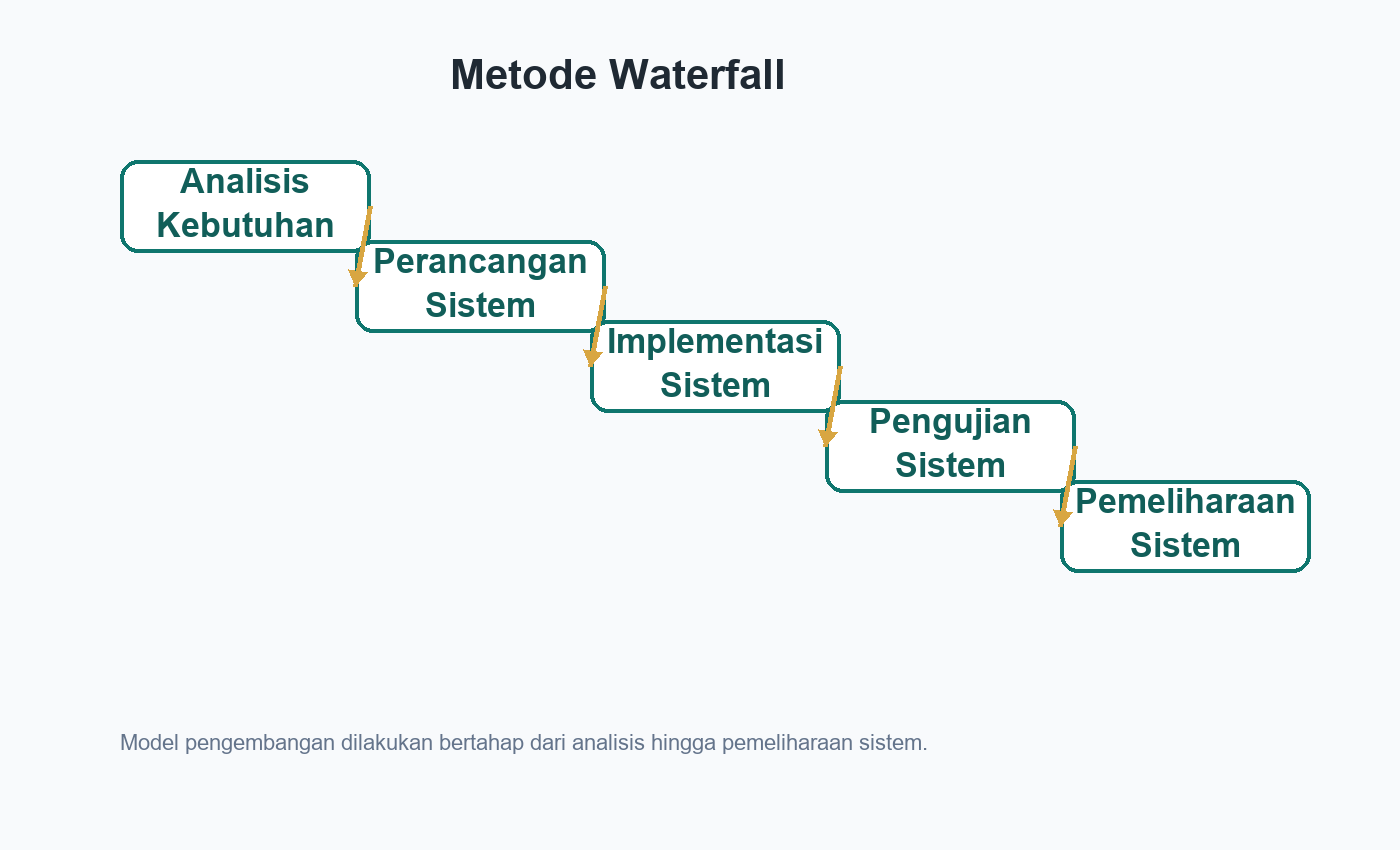 Metode Waterfall
Analisis
Kebutuhan
Perancangan
Sistem
Implementasi
Sistem
Pengujian
Sistem
Pemeliharaan
Sistem
Model pengembangan dilakukan bertahap dari analisis hingga pemeliharaan sistem.